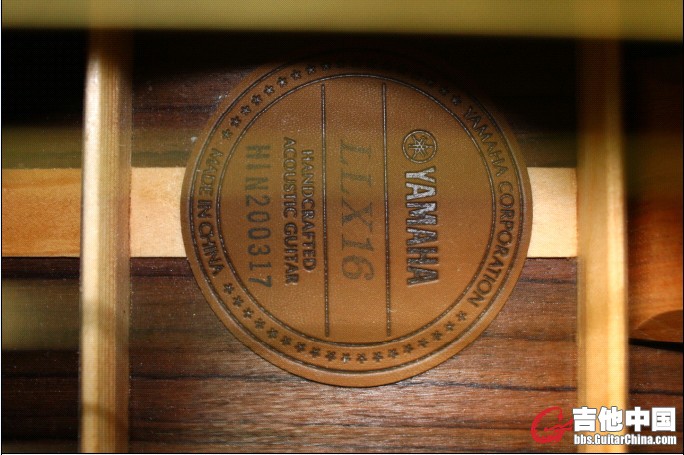 YAMAHA CORPORATION
YAMAHA
LLX16
HANDCRAFTED
ACOUSTIC GUITAR
HIN200317
MADE IN CHINA
吉他中国
bbs.GuitarChina.com